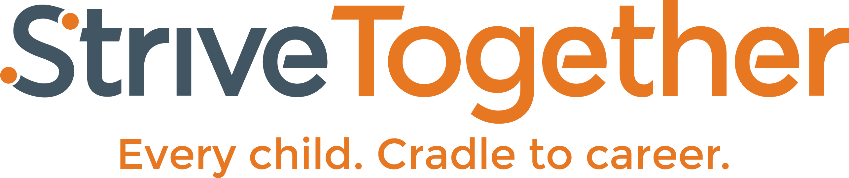 StriveTogether
Every child. Cradle to career.